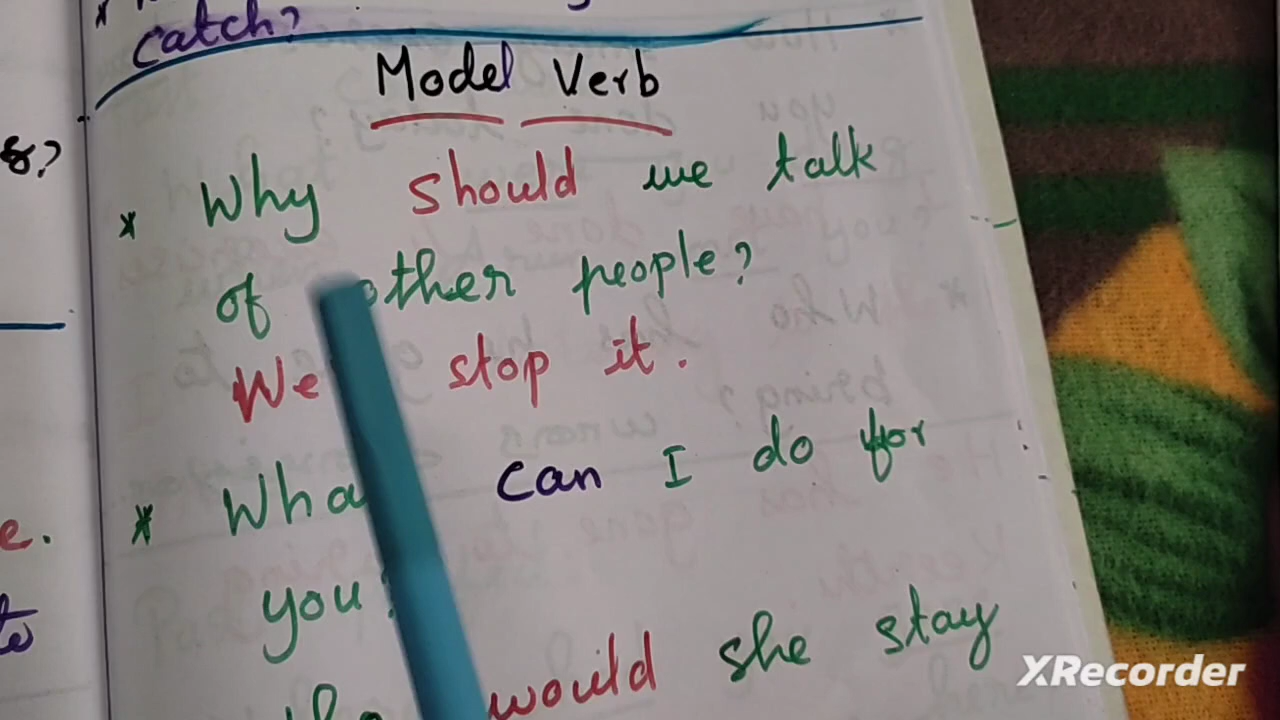 catch?
Model Verb
* Why should we talk
of other people?
We stop it.
* What can I do for
you?
would she stay
e.
XRecorder